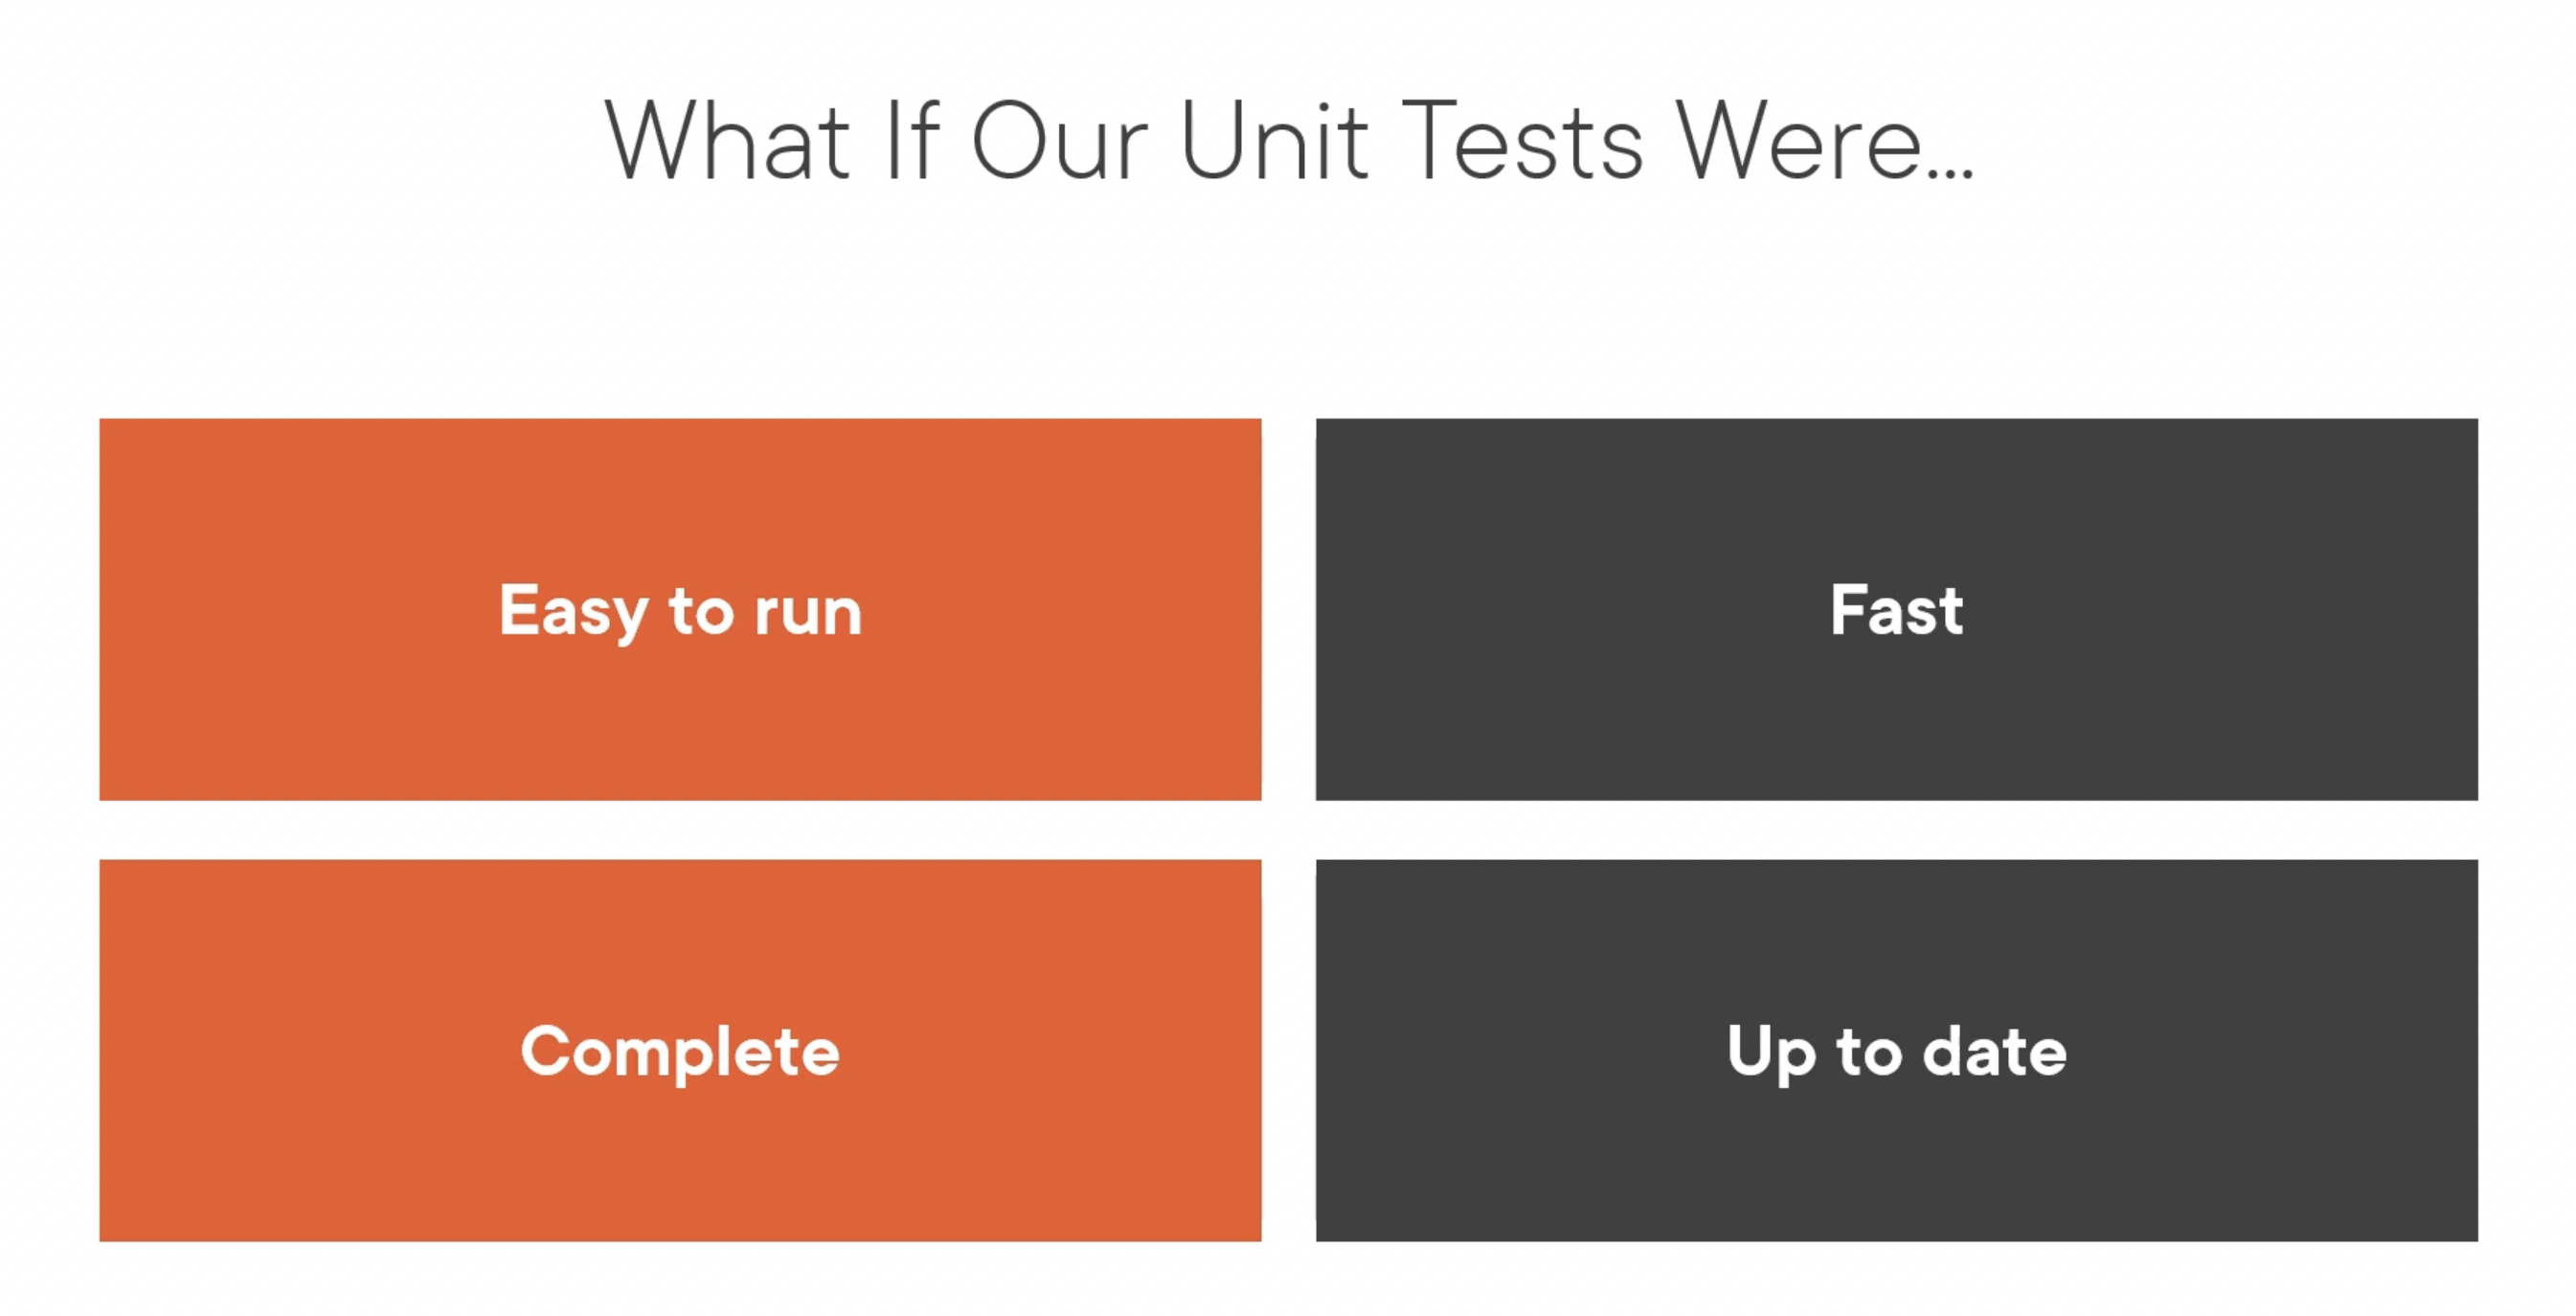 What If Our Unit Tests Were...
Easy to run
Fast
Complete
Up to date